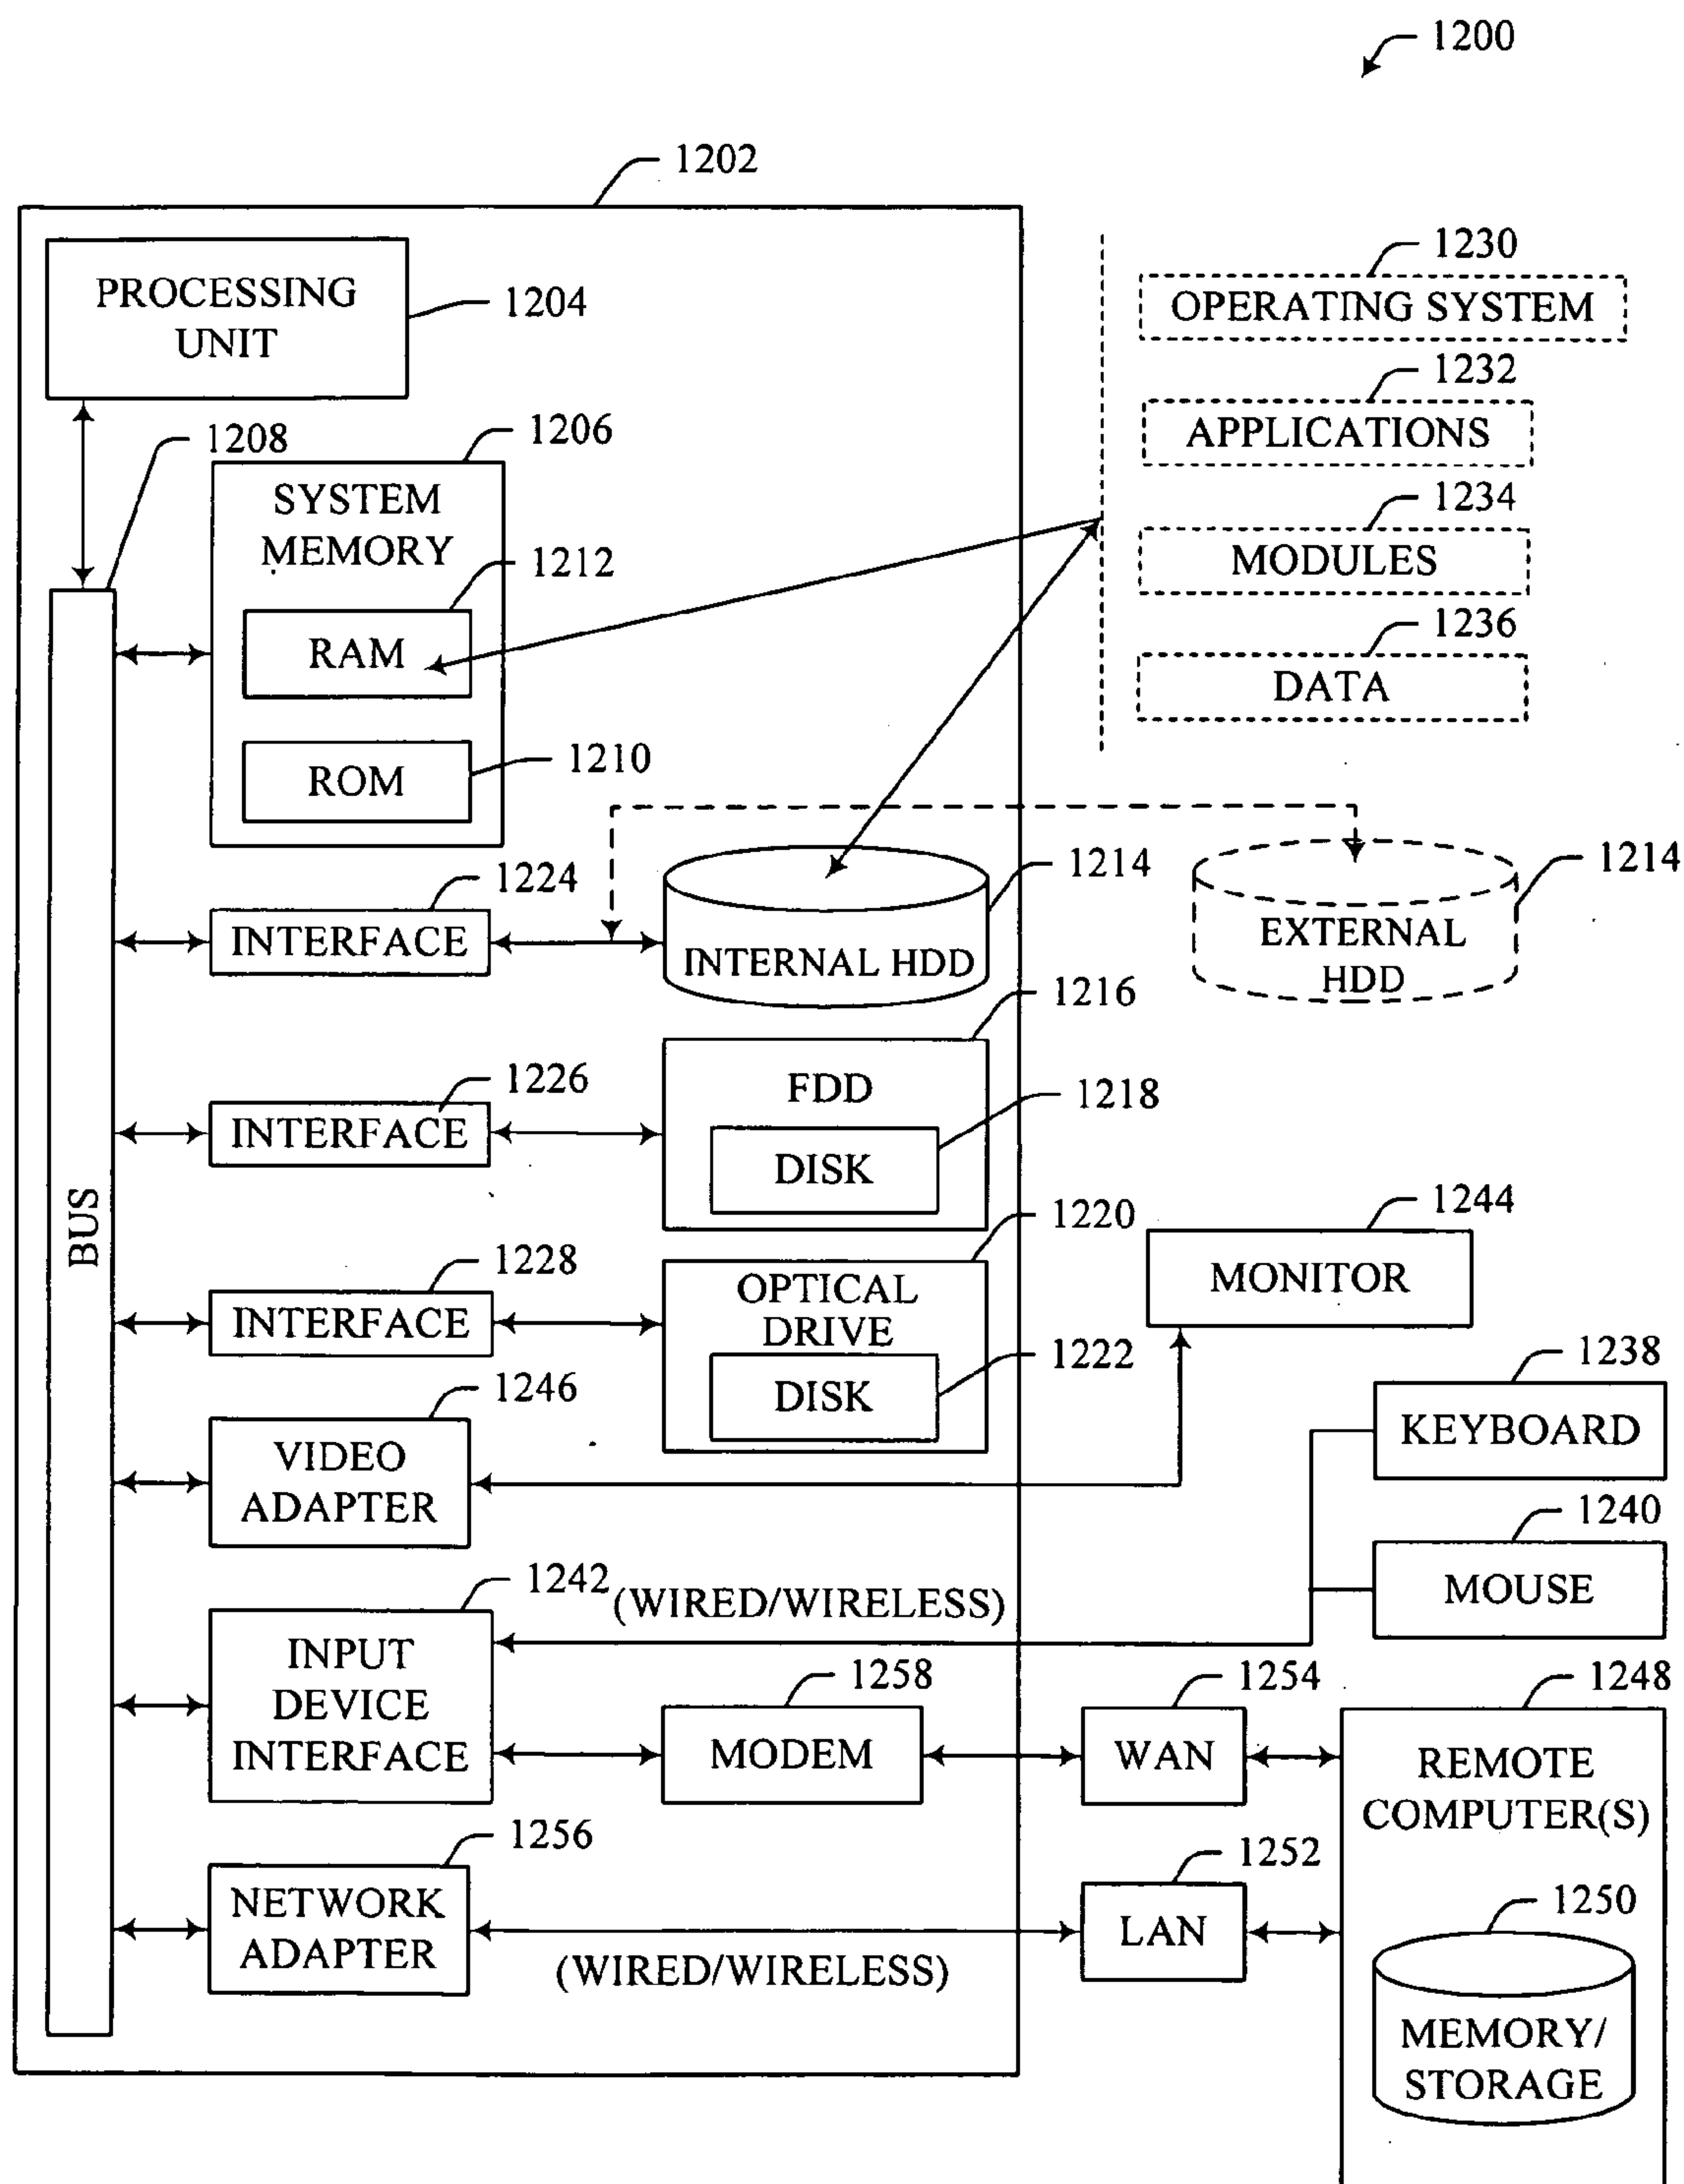 1200
1202
PROCESSING
UNIT
1204
1230
OPERATING SYSTEM
1232
APPLICATIONS
1234
MODULES
1236
DATA
1208
1206
SYSTEM
MEMORY
1212
RAM
1210
ROM
1224
INTERFACE
1214
INTERNAL HDD
1214
EXTERNAL
HDD
1216
FDD
1226
INTERFACE
1218
DISK
BUS
1220
OPTICAL
DRIVE
1228
INTERFACE
1222
DISK
1244
MONITOR
1246
VIDEO
ADAPTER
1238
KEYBOARD
1240
MOUSE
1242
(WIRED/WIRELESS)
INPUT
DEVICE
INTERFACE
1258
MODEM
1254
WAN
1248
REMOTE
COMPUTER(S)
1256
NETWORK
ADAPTER
(WIRED/WIRELESS)
1252
LAN
1250
MEMORY/
STORAGE